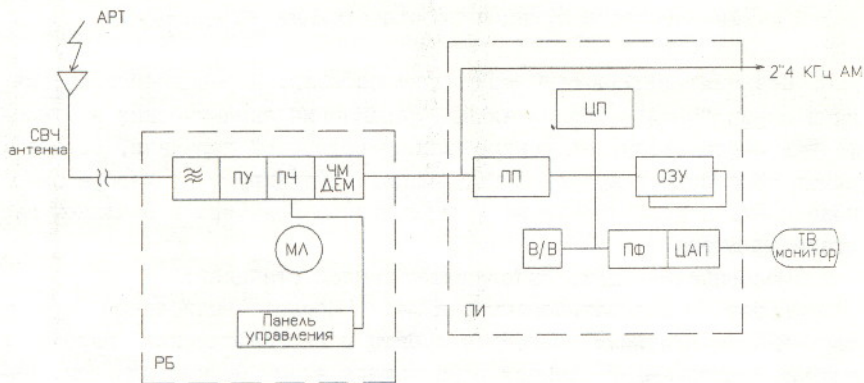 АРТ
2"4 КГц АМ
ЦП
СВЧ
антенна
ПУ
ПЧ
ЧМ
ДЕМ
ПП
ОЗУ
МЛ
В/В
ПФ
ЦАП
ТВ
монитор
Панель
управления
ПИ
РБ